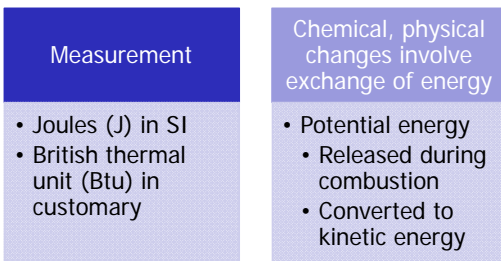 Measurement
• Joules (J) in SI
• British thermal
unit (Btu) in
customary
Chemical, physical
changes involve
exchange of energy
• Potential energy
• Released during
combustion
• Converted to
kinetic energy